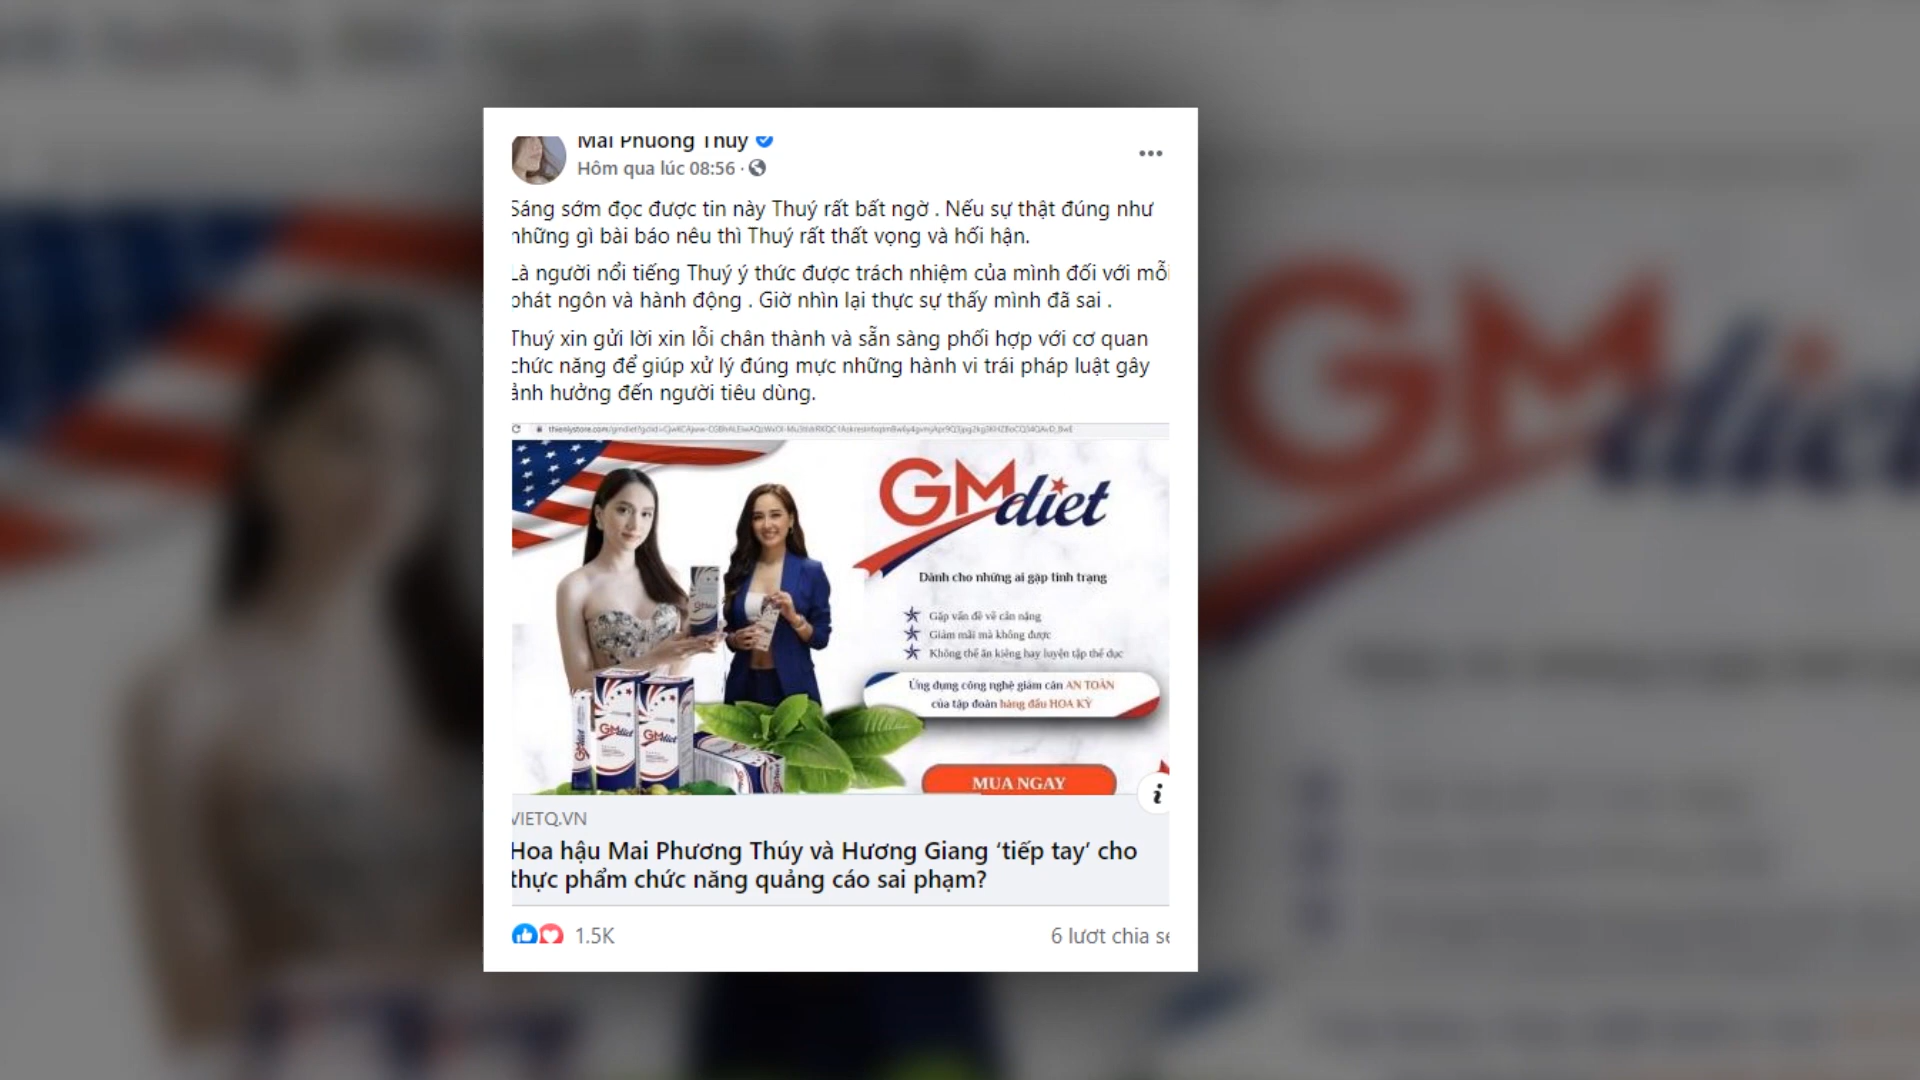 Mai Phương Thúy
Hôm qua lúc 08:56 ·
Sáng sớm đọc được tin này Thuý rất bất ngờ . Nếu sự thật đúng như
những gì bài báo nêu thì Thuý rất thất vọng và hối hận.
Là người nổi tiếng Thuý ý thức được trách nhiệm của mình đối với mỗi
phát ngôn và hành động . Giờ nhìn lại thực sự thấy mình đã sai .
Thuý xin gửi lời xin lỗi chân thành và sẵn sàng phối hợp với cơ quan
chức năng để giúp xử lý đúng mực những hành vi trái pháp luật gây
ảnh hưởng đến người tiêu dùng.
GMdiet
Dành cho những ai gặp tình trạng
Gặp vấn đề về cân nặng
Giảm mãi mà không được
Không thể ăn kiêng hay luyện tập thể dục
Ứng dụng công nghệ giảm cân AN TOÀN
của tập đoàn hàng đầu HOA KỲ
GMdiet
GMdiet
MUA NGAY
VIETQ.VN
Hoa hậu Mai Phương Thúy và Hương Giang ‘tiếp tay’ cho
thực phẩm chức năng quảng cáo sai phạm?
1.5K
6 lượt chia sẻ
GMdiet